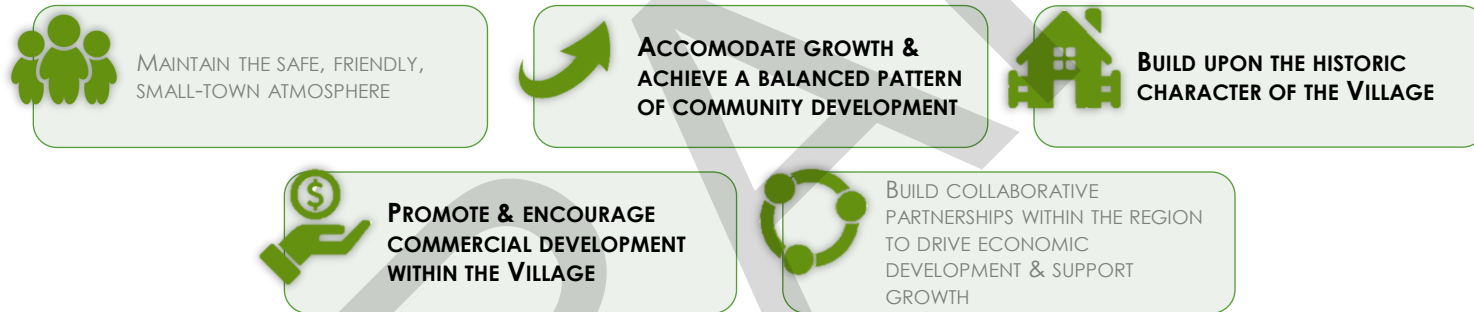 MAINTAIN THE SAFE, FRIENDLY,
SMALL-TOWN ATMOSPHERE
ACCOMODATE GROWTH &
ACHIEVE A BALANCED PATTERN
OF COMMUNITY DEVELOPMENT
BUILD UPON THE HISTORIC
CHARACTER OF THE VILLAGE
$
PROMOTE & ENCOURAGE
COMMERCIAL DEVELOPMENT
WITHIN THE VILLAGE
BUILD COLLABORATIVE
PARTNERSHIPS WITHIN THE REGION
TO DRIVE ECONOMIC
DEVELOPMENT & SUPPORT
GROWTH